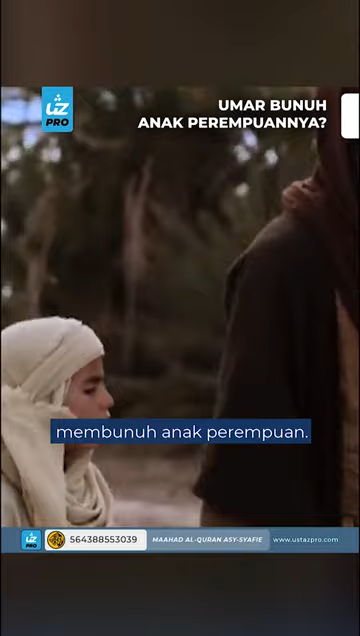 UZ
PRO
UMAR BUNUH
ANAK PEREMPUANNYA?
membunuh anak perempuan.
UZ
PRO
564388553039
MAAHAD AL-QURAN ASY-SYAFIE
www.ustazpro.com